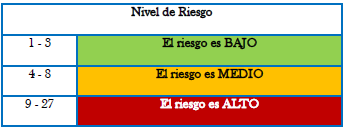 Nivel de Riesgo
1 - 3 El riesgo es BAJO
4 - 8 El riesgo es MEDIO
9 - 27 El riesgo es ALTO